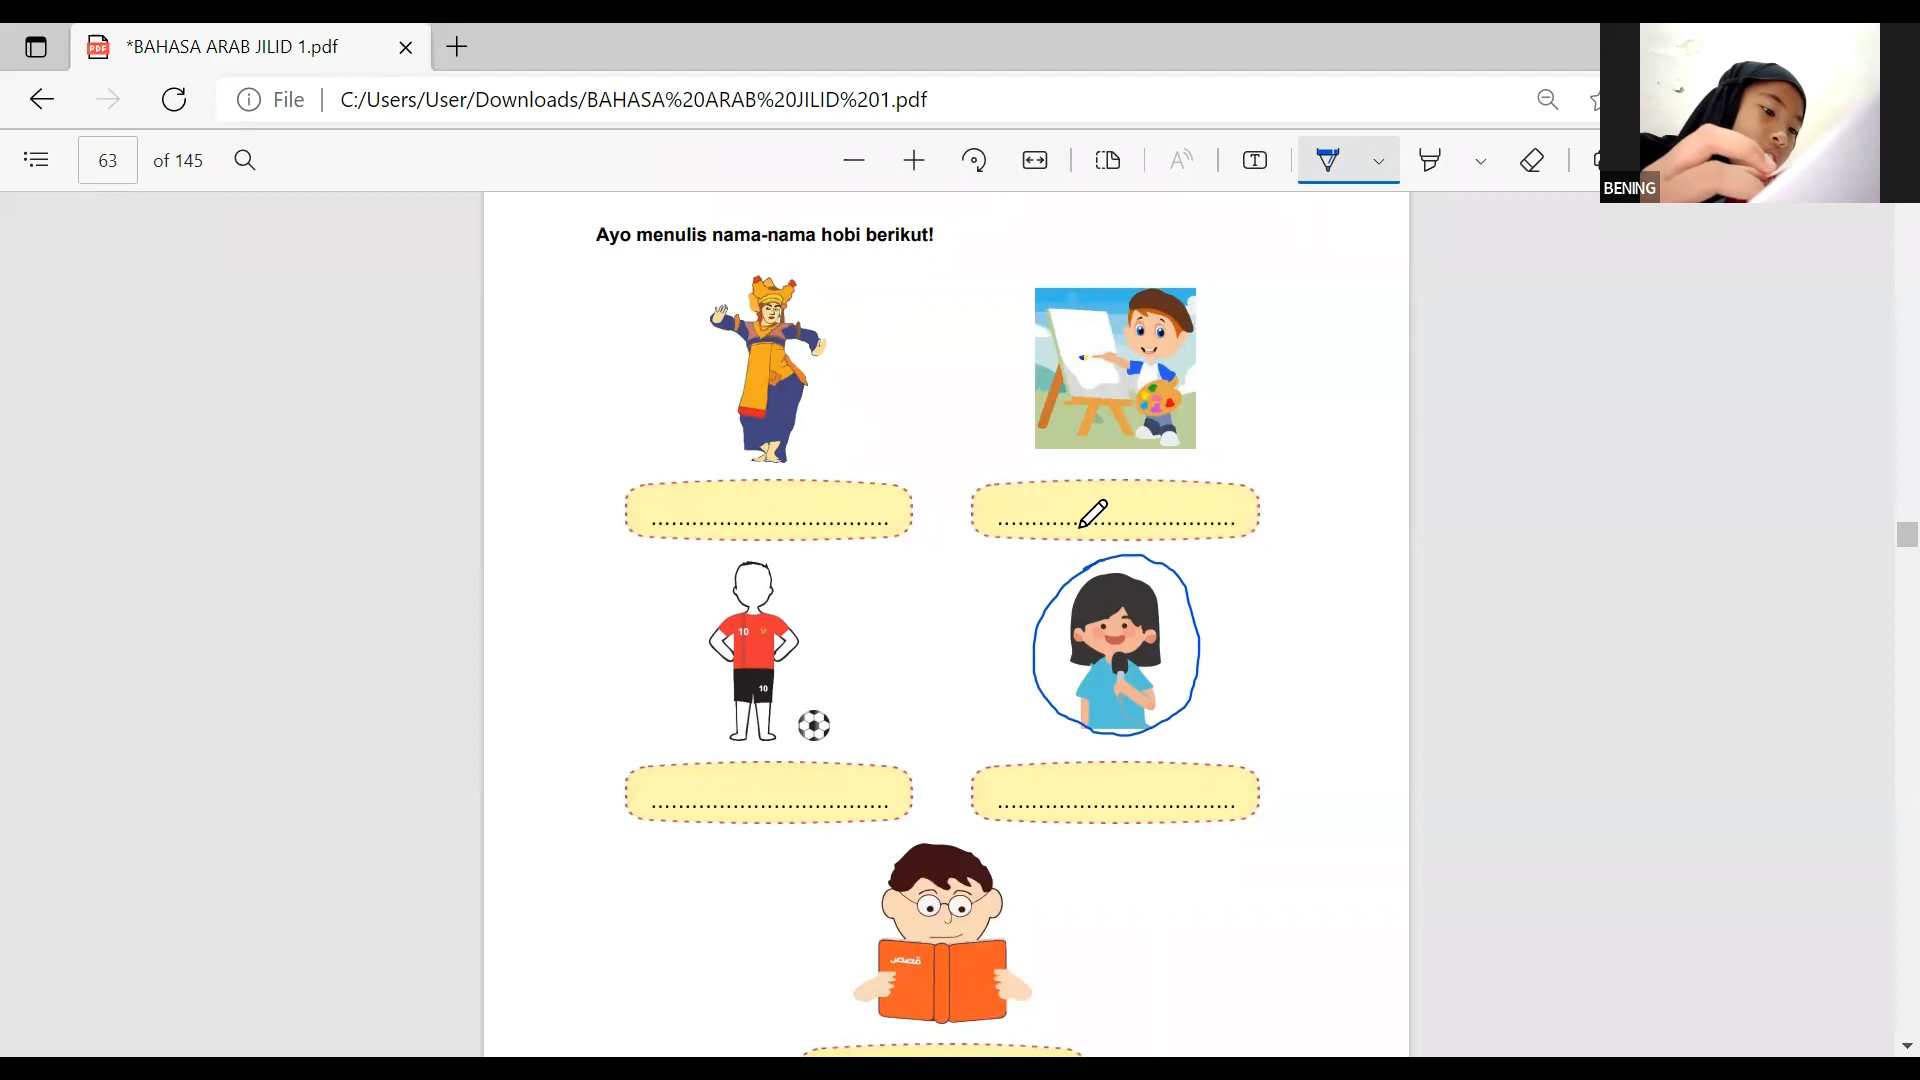 *BAHASA ARAB JILID 1.pdf
File
C:/Users/User/Downloads/BAHASA%20ARAB%20JILID%201.pdf
63 of 145
BENING
Ayo menulis nama-nama hobi berikut!
..................................
..................................
10
10
..................................
..................................
قصص